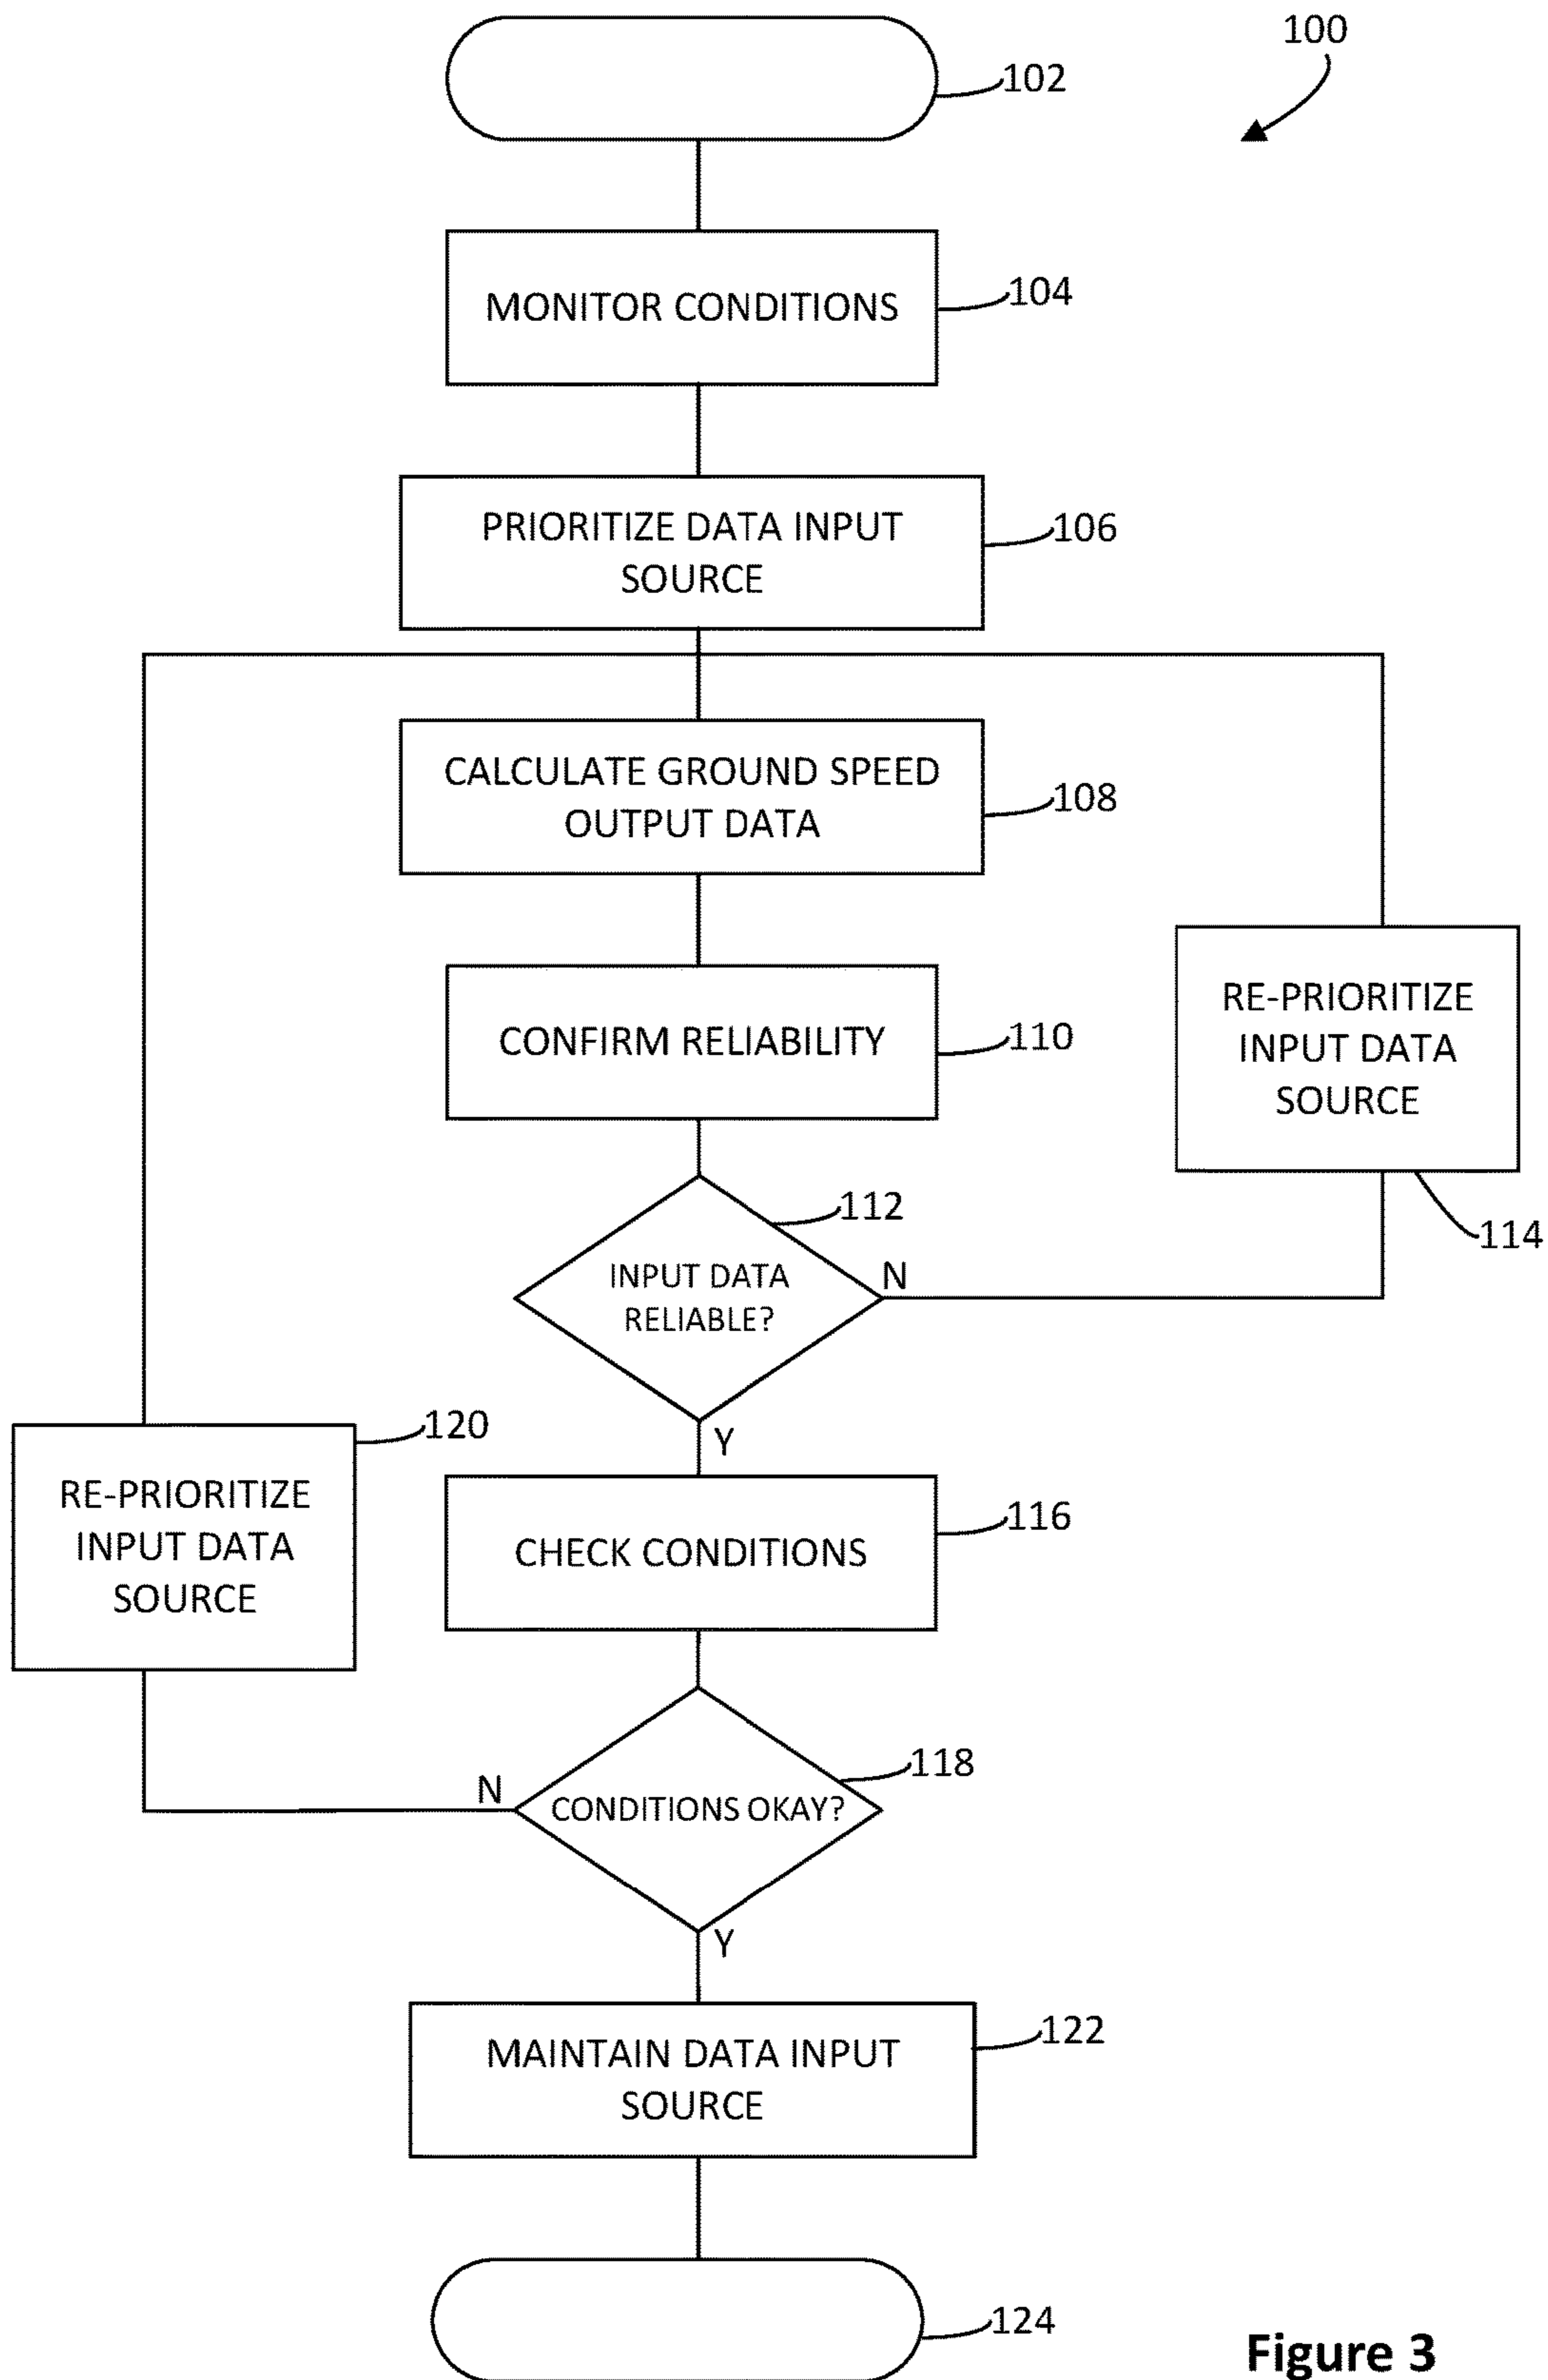 100
102
MONITOR CONDITIONS
104
PRIORITIZE DATA INPUT
SOURCE
106
CALCULATE GROUND SPEED
OUTPUT DATA
108
CONFIRM RELIABILITY
110
RE-PRIORITIZE
INPUT DATA
SOURCE
114
112
INPUT DATA
RELIABLE?
N
Y
120
RE-PRIORITIZE
INPUT DATA
SOURCE
CHECK CONDITIONS
116
118
N
CONDITIONS OKAY?
Y
MAINTAIN DATA INPUT
SOURCE
122
124
Figure 3